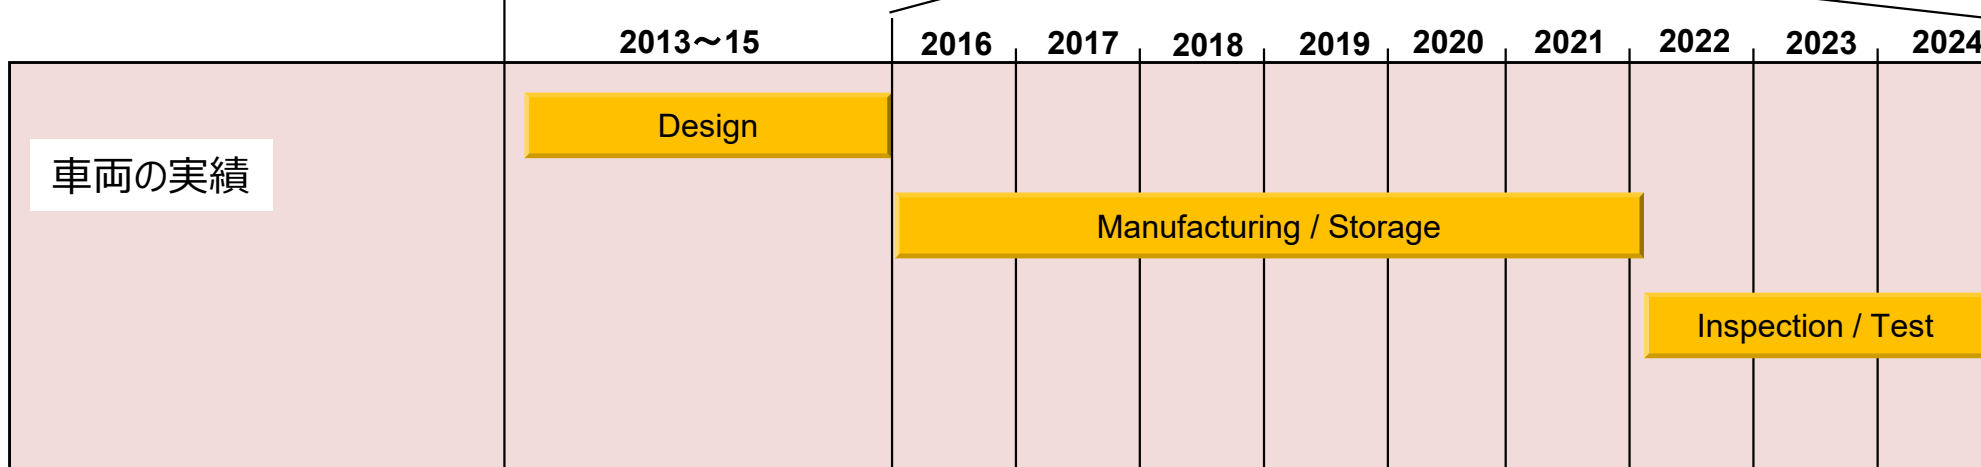 2013～15 2016 2017 2018 2019 2020 2021 2022 2023 2024
Design
車両の実績
Manufacturing / Storage
Inspection / Test